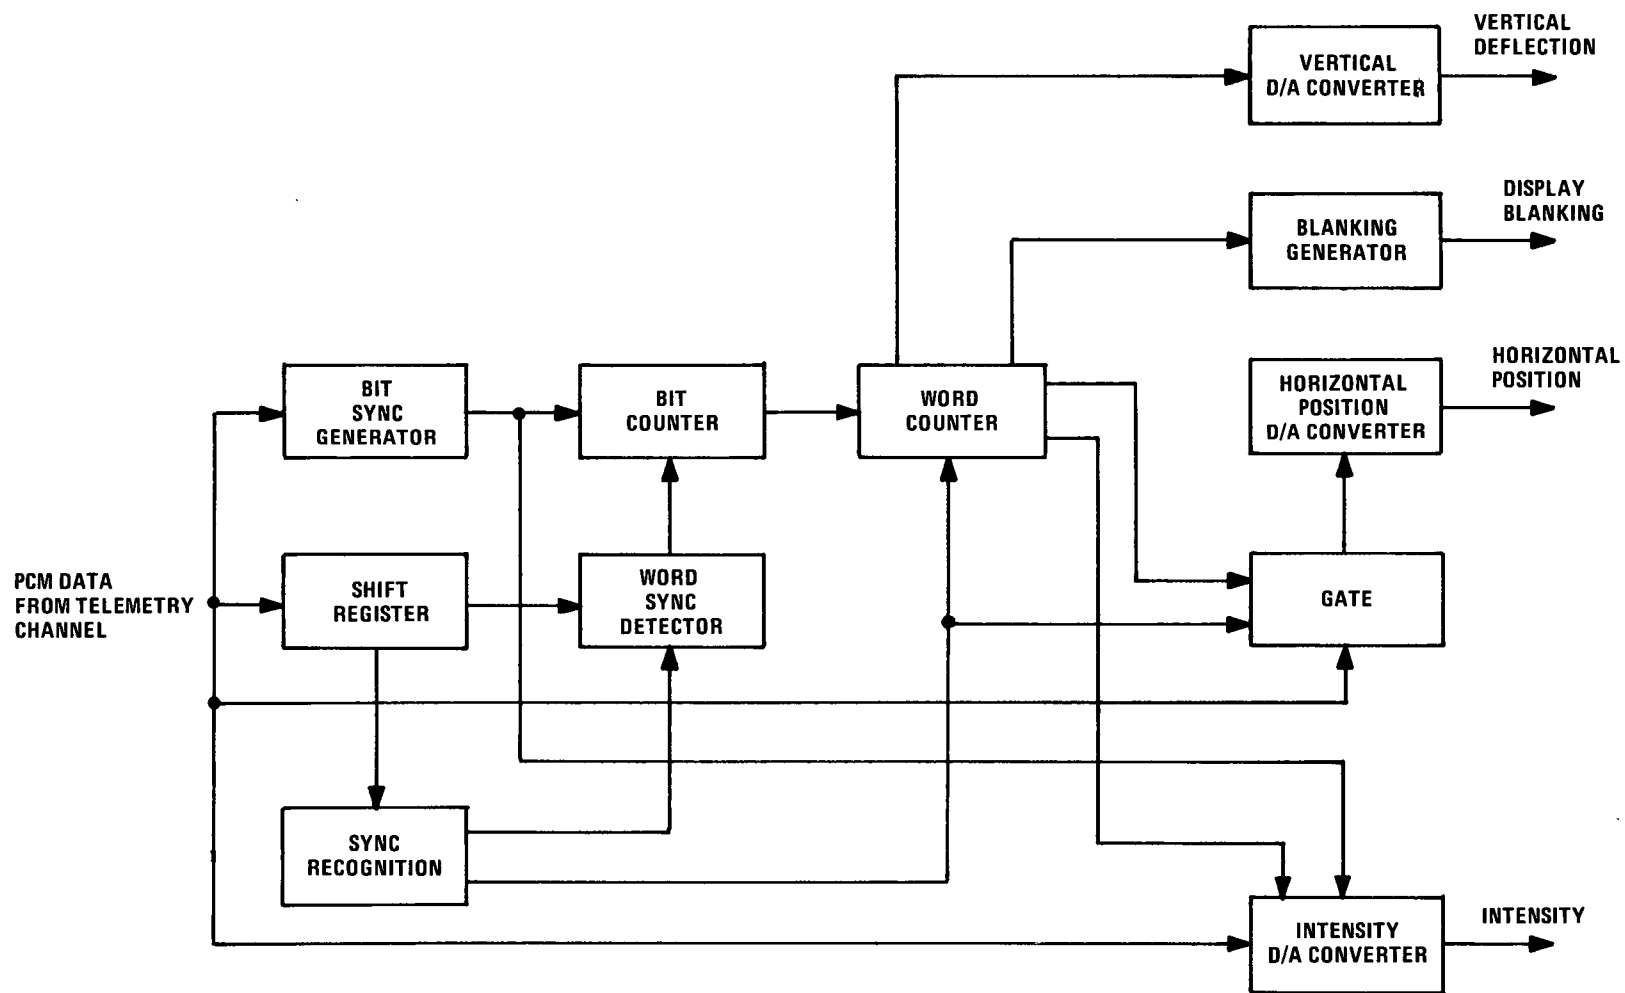 VERTICAL
DEFLECTION
VERTICAL
D/A CONVERTER
DISPLAY
BLANKING
BLANKING
GENERATOR
HORIZONTAL
POSITION
HORIZONTAL
POSITION
D/A CONVERTER
BIT
SYNC
GENERATOR
BIT
COUNTER
WORD
COUNTER
PCM DATA
FROM TELEMETRY
CHANNEL
SHIFT
REGISTER
WORD
SYNC
DETECTOR
GATE
SYNC
RECOGNITION
INTENSITY
D/A CONVERTER
INTENSITY